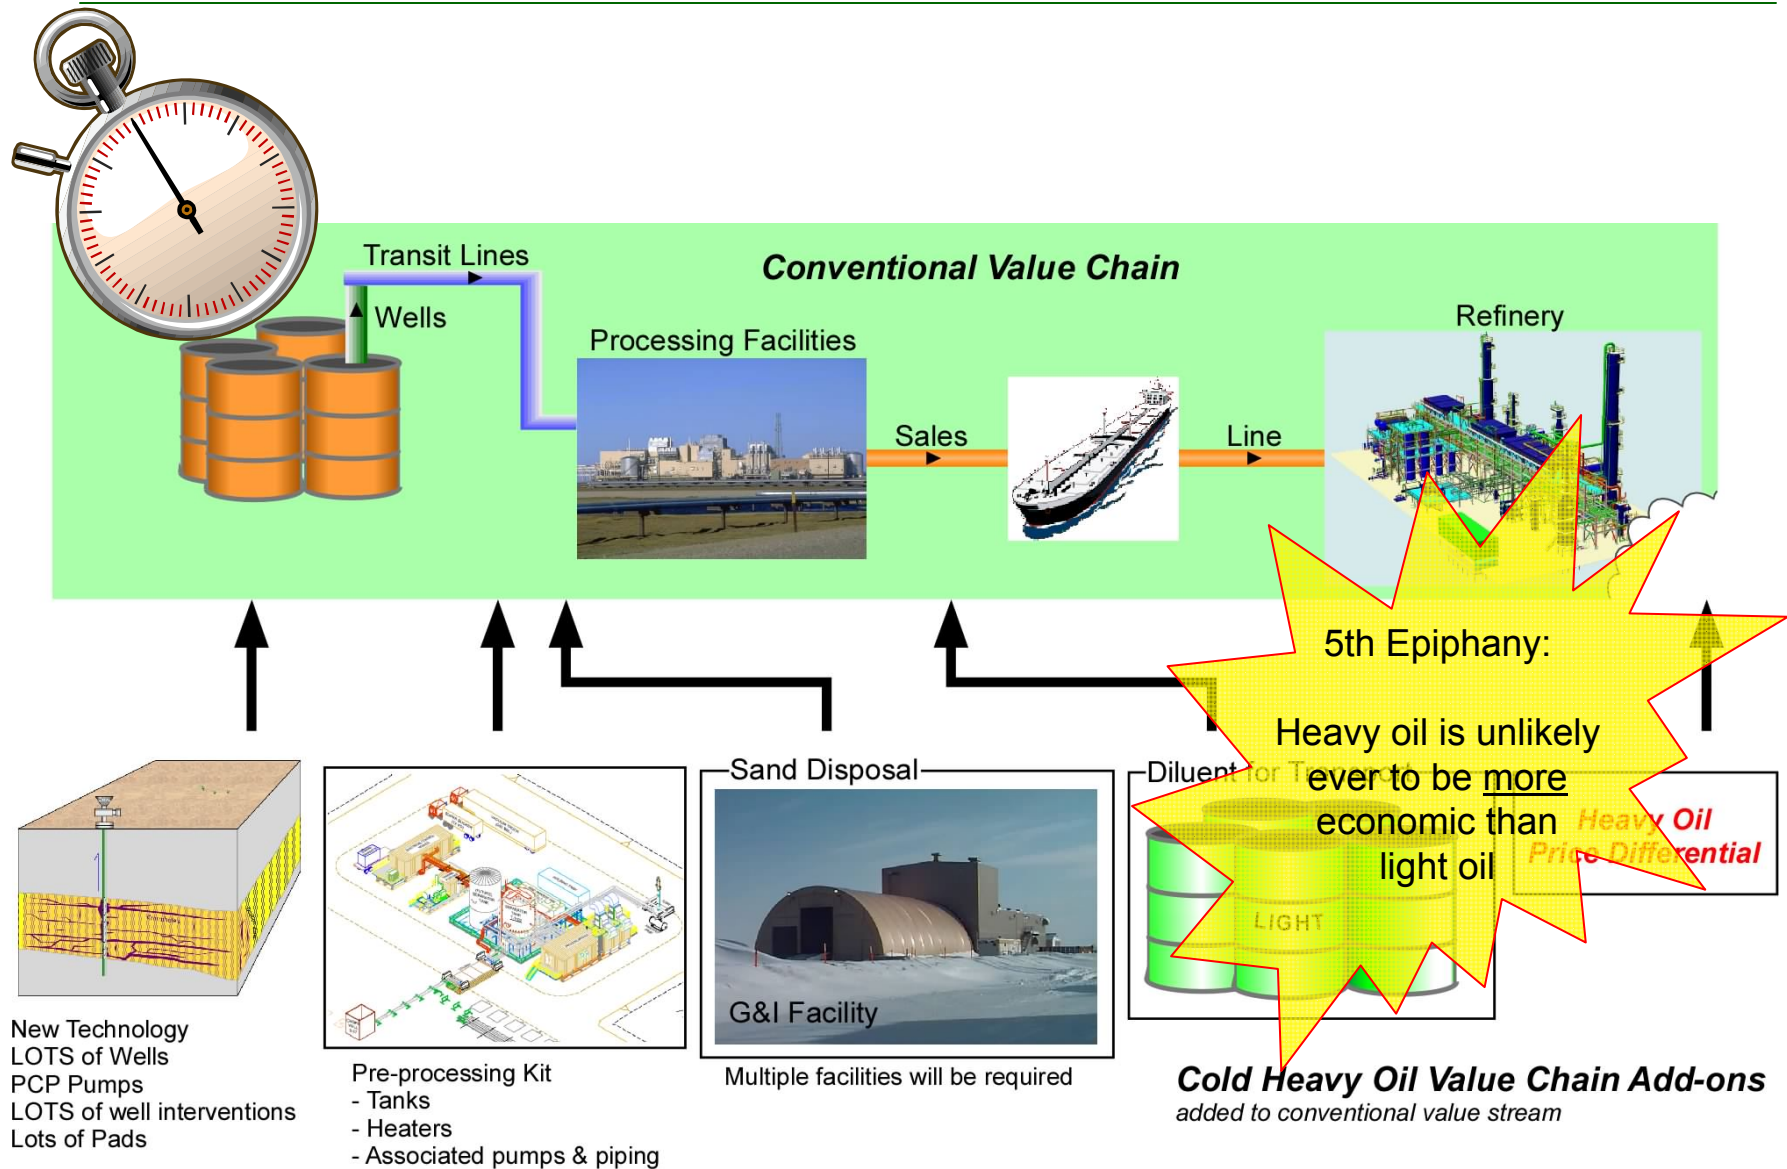 Transit Lines
Conventional Value Chain
Wells
Processing Facilities
Refinery
Sales
Line
5th Epiphany:
Heavy oil is unlikely
ever to be more
economic than
light oil
Sand Disposal
Diluent for Transport
Heavy Oil
Price Differential
LIGHT
G&I Facility
New Technology
LOTS of Wells
PCP Pumps
LOTS of well interventions
Lots of Pads
Pre-processing Kit
- Tanks
- Heaters
- Associated pumps & piping
Multiple facilities will be required
Cold Heavy Oil Value Chain Add-ons
added to conventional value stream